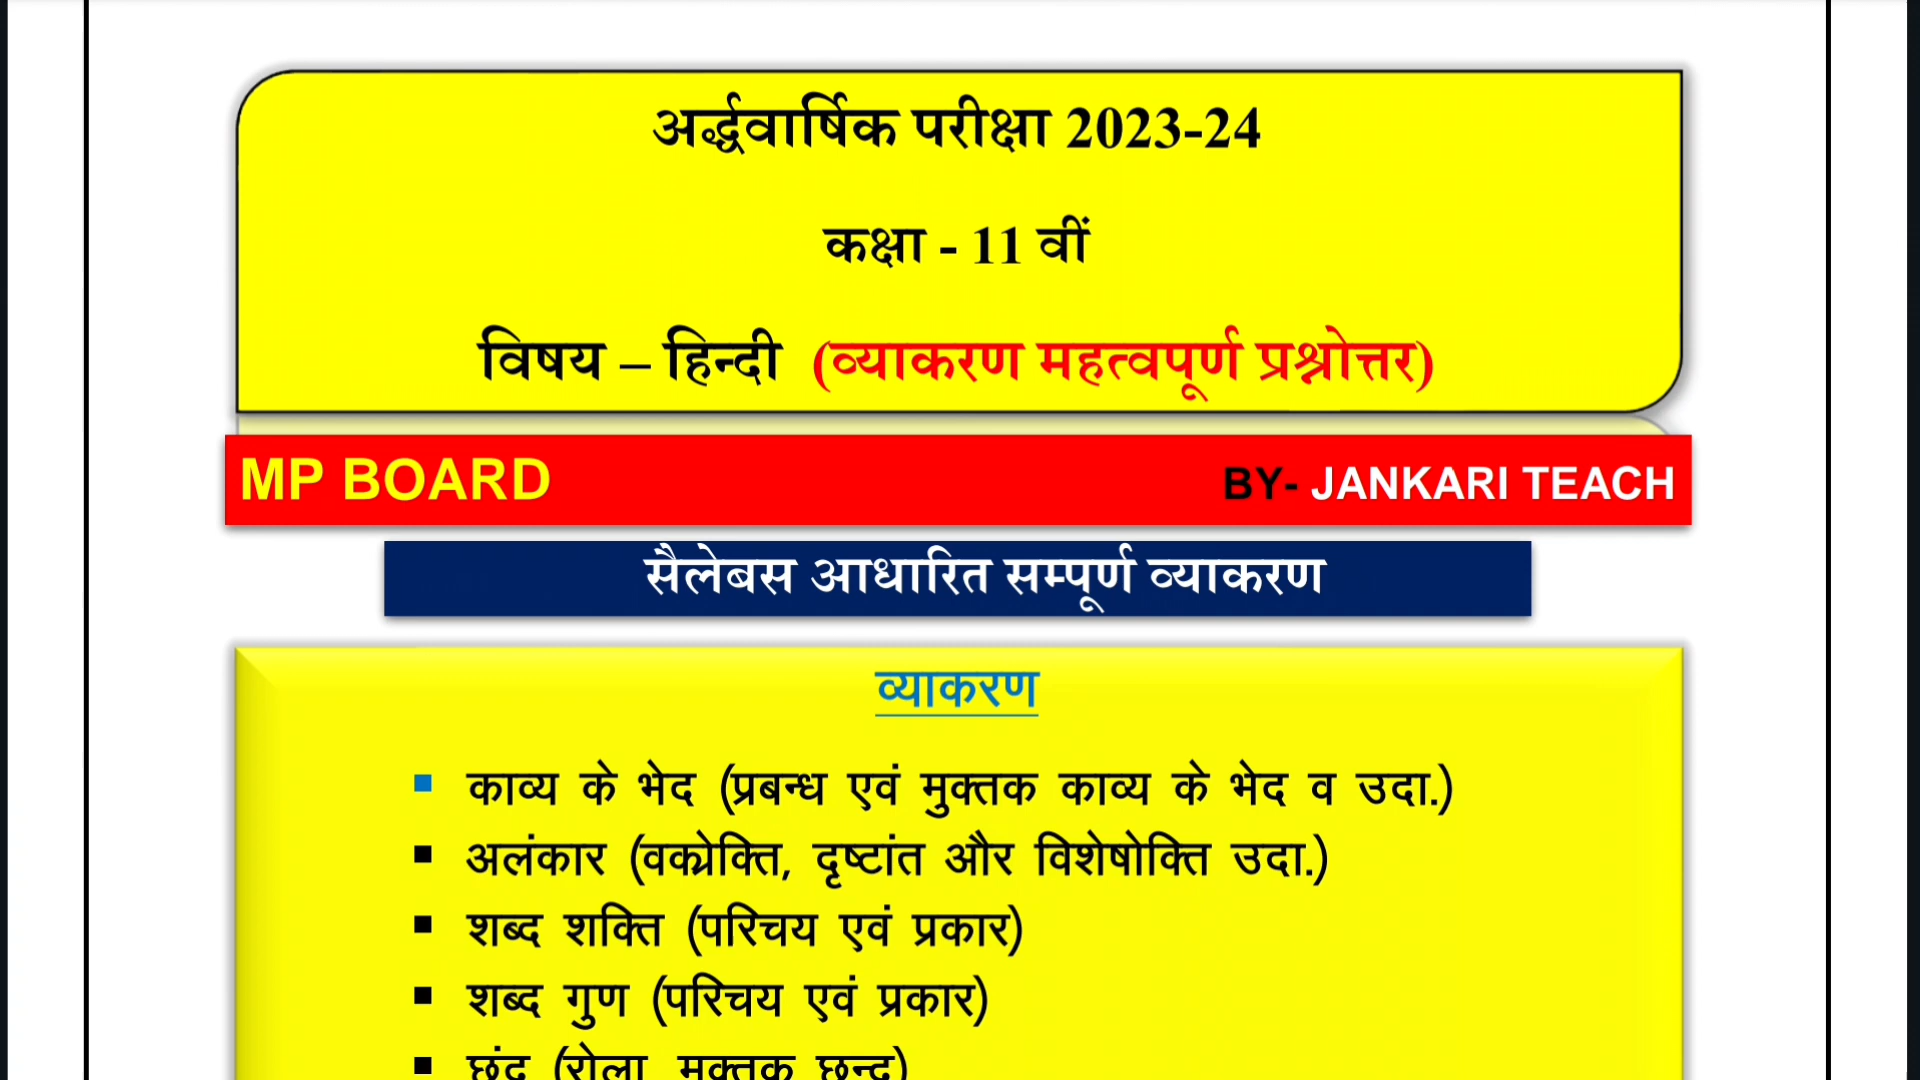 अर्द्धवार्षिक परीक्षा 2023-24
कक्षा - 11 वीं
विषय – हिन्दी (व्याकरण महत्वपूर्ण प्रश्नोत्तर)
MP BOARD BY- JANKARI TEACH
सैलेबस आधारित सम्पूर्ण व्याकरण
व्याकरण
▪ काव्य के भेद (प्रबन्ध एवं मुक्तक काव्य के भेद व उदा.)
▪ अलंकार (वक्रोक्ति, दृष्टांत और विशेषोक्ति उदा.)
▪ शब्द शक्ति (परिचय एवं प्रकार)
▪ शब्द गुण (परिचय एवं प्रकार)
▪ छंद (रोला, मुक्तक छन्द)